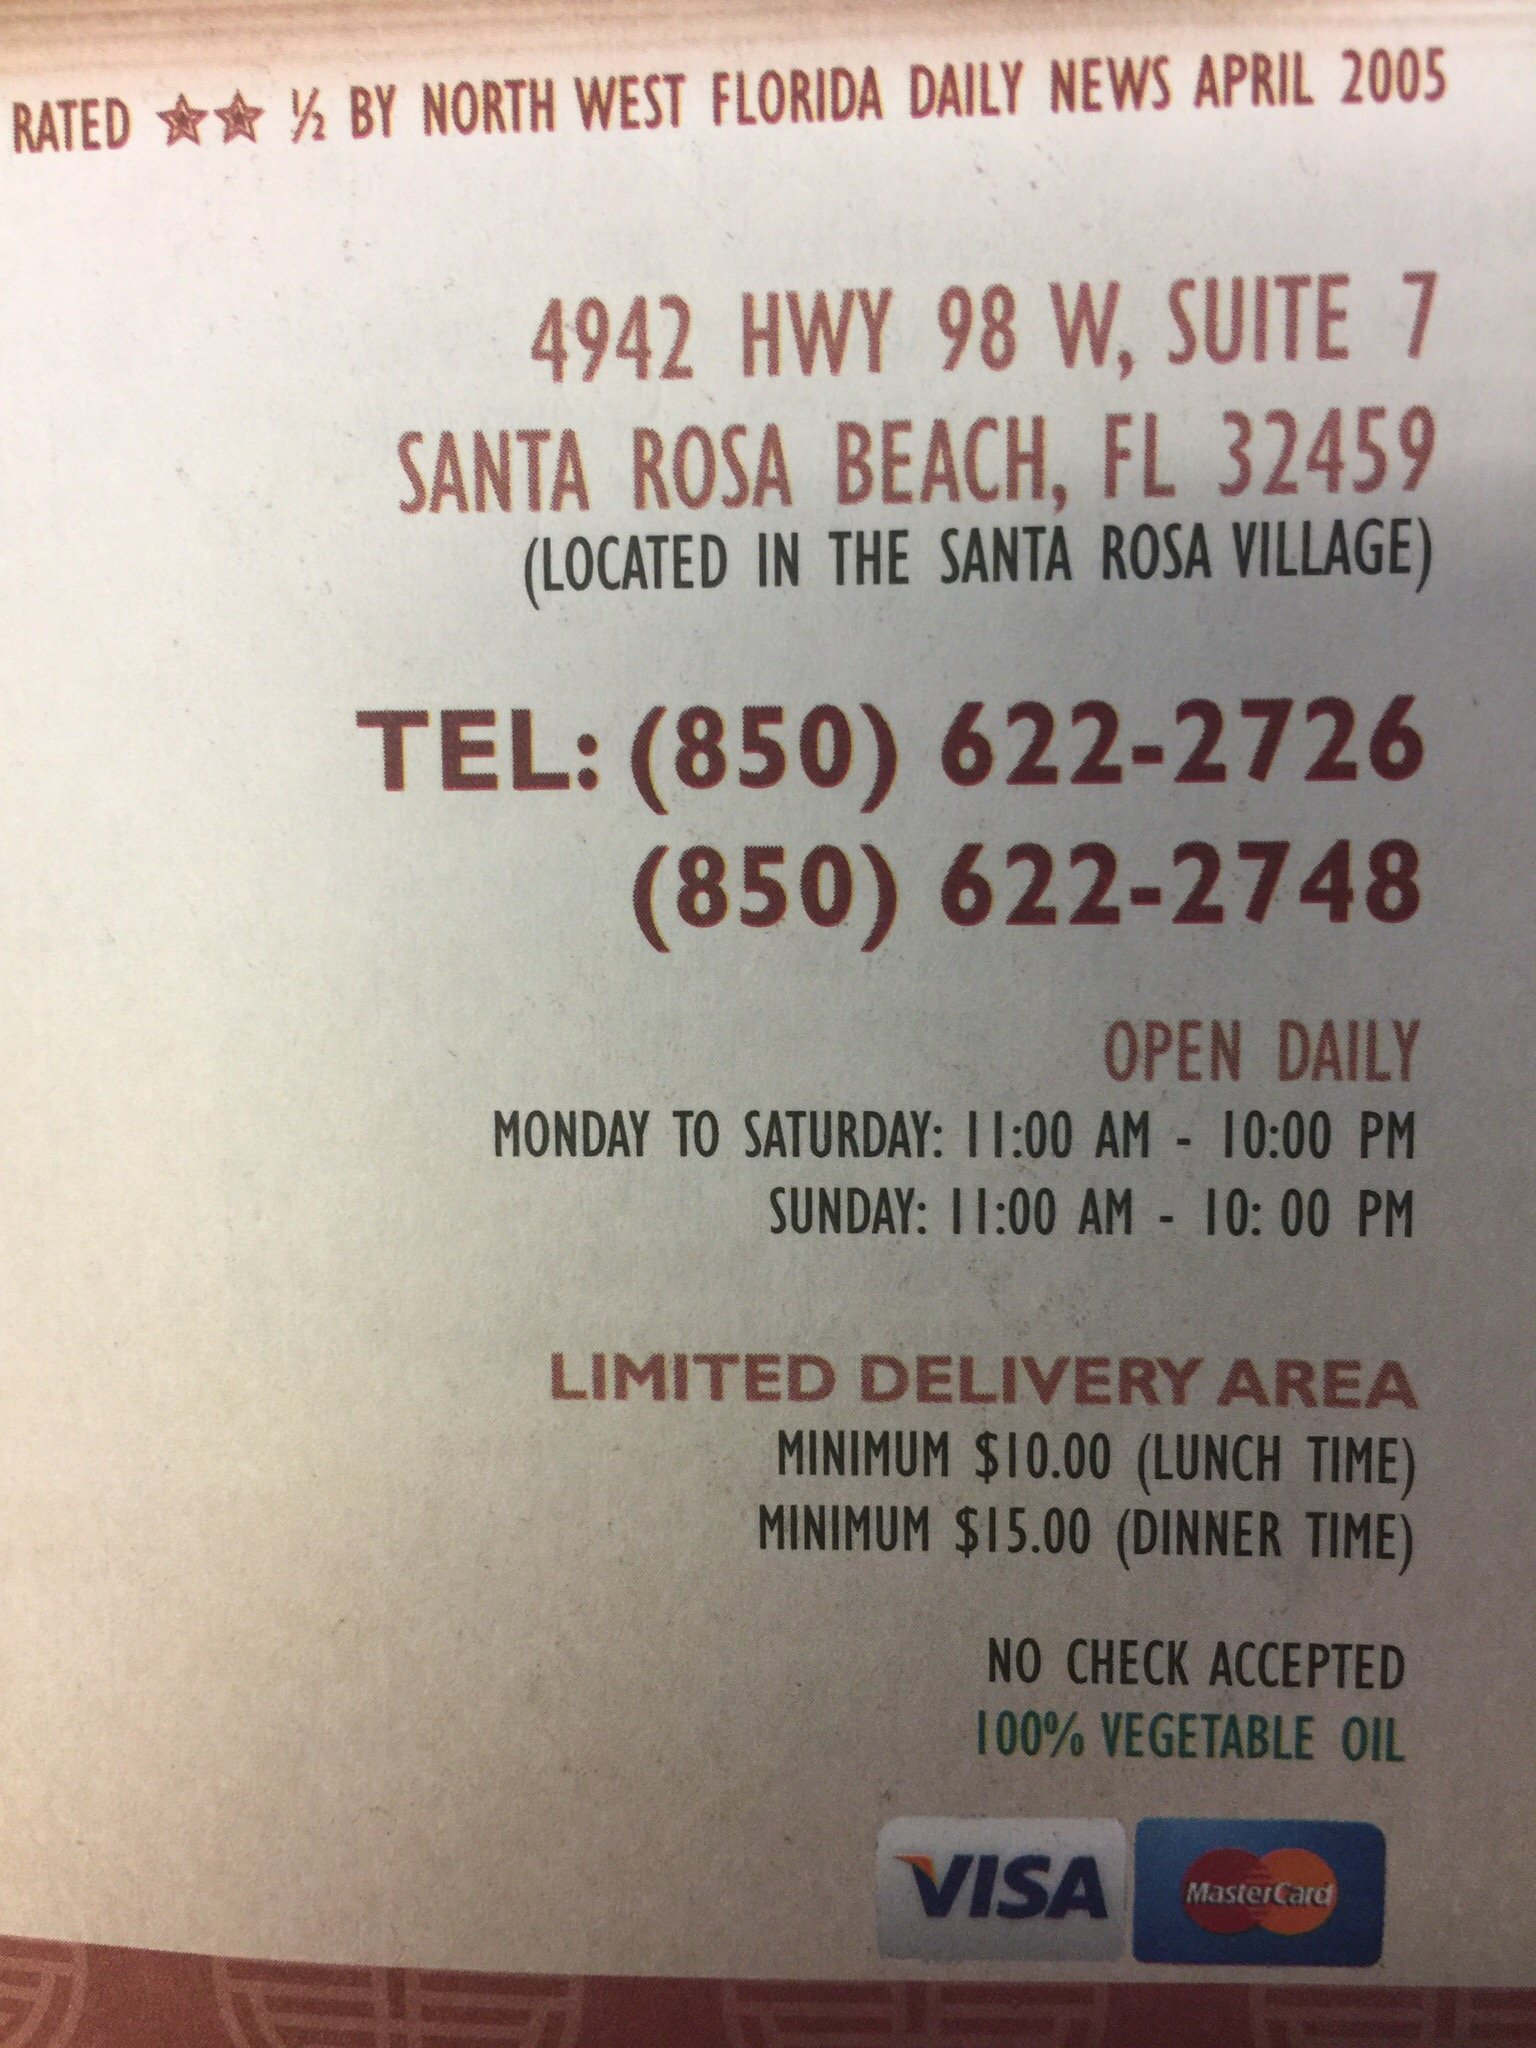 RATED ★★ ½ BY NORTH WEST FLORIDA DAILY NEWS APRIL 2005
4942 HWY 98 W, SUITE 7
SANTA ROSA BEACH, FL 32459
(LOCATED IN THE SANTA ROSA VILLAGE)
TEL: (850) 622-2726
(850) 622-2748
OPEN DAILY
MONDAY TO SATURDAY: 11:00 AM - 10:00 PM
SUNDAY: 11:00 AM - 10: 00 PM
LIMITED DELIVERY AREA
MINIMUM $10.00 (LUNCH TIME)
MINIMUM $15.00 (DINNER TIME)
NO CHECK ACCEPTED
100% VEGETABLE OIL
VISA MasterCard